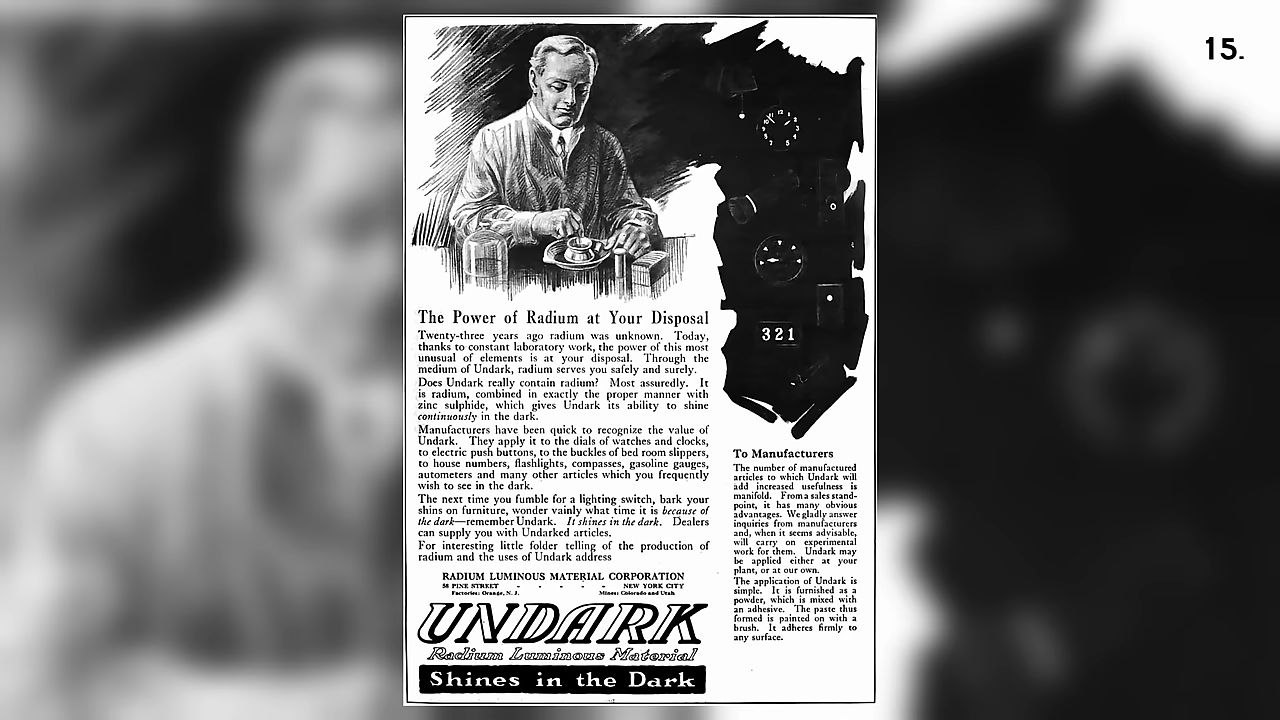 15.
12
The Power of Radium at Your Disposal
Twenty-three years ago radium was unknown. Today,
thanks to constant laboratory work, the power of this most
unusual of elements is at your disposal. Through the
medium of Undark, radium serves you safely and surely.
Does Undark really contain radium? Most assuredly. It
is radium, combined in exactly the proper manner with
zinc sulphide, which gives Undark its ability to shine
continuously in the dark.
Manufacturers have been quick to recognize the value of
Undark. They apply it to the dials of watches and clocks,
to electric push buttons, to the buckles of bed room slippers,
to house numbers, flashlights, compasses, gasoline gauges,
autometers and many other articles which you frequently
wish to see in the dark.
The next time you fumble for a lighting switch, bark your
shins on furniture, wonder vainly what time it is because of
the dark—remember Undark. It shines in the dark. Dealers
can supply you with Undarked articles.
For interesting little folder telling of the production of
radium and the uses of Undark address
RADIUM LUMINOUS MATERIAL CORPORATION
58 PINE STREET - - - - - NEW YORK CITY
Factories: Orange, N. J. Mines: Colorado and Utah
UNDARK
Radium Luminous Material
Shines in the Dark
321
To Manufacturers
The number of manufactured
articles to which Undark will
add increased usefulness is
manifold. From a sales stand-
point, it has many obvious
advantages. We gladly answer
inquiries from manufacturers
and, when it seems advisable,
will carry on experimental
work for them. Undark may
be applied either at your
plant, or at our own.
The application of Undark is
simple. It is furnished as a
powder, which is mixed with
an adhesive. The paste thus
formed is painted on with a
brush. It adheres firmly to
any surface.